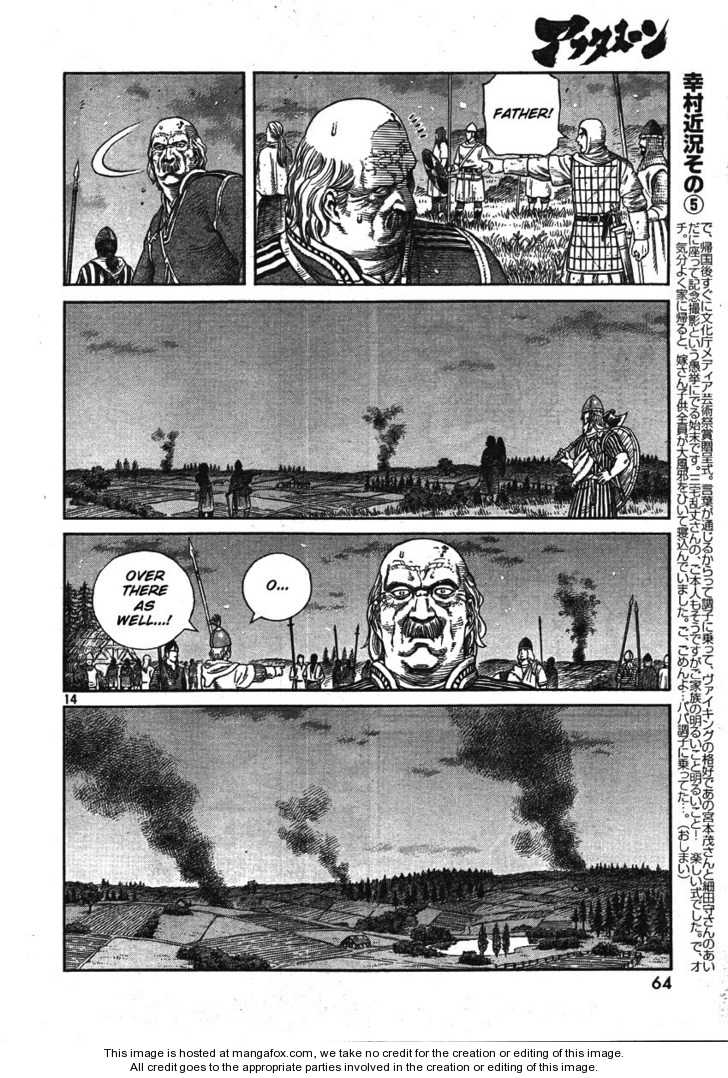 アフタヌーン
幸村近況その⑤
で、帰国後すぐに文化庁メディア芸術祭賞贈呈式。言葉が通じるからって調子に乗って、ヴァイキングの格好であの宮本茂さんと細田守さんのあい
だに座って記念撮影という愚挙にでる始末です。三宅乱丈さんの、ご本人もそうですがご家族の明るいこと明るいこと!　楽しい式でした。で、オ
チ。気分よく家に帰ると、嫁さん子供全員が大風邪をひいて寝込んでいました。ご、ごめんよ…パパ調子に乗ってた…。(おしまい)
FATHER!
O...
OVER
THERE
AS
WELL...!
14
64
This image is hosted at mangafox.com, we take no credit for the creation or editing of this image.
All credit goes to the appropriate parties involved in the creation or editing of this image.